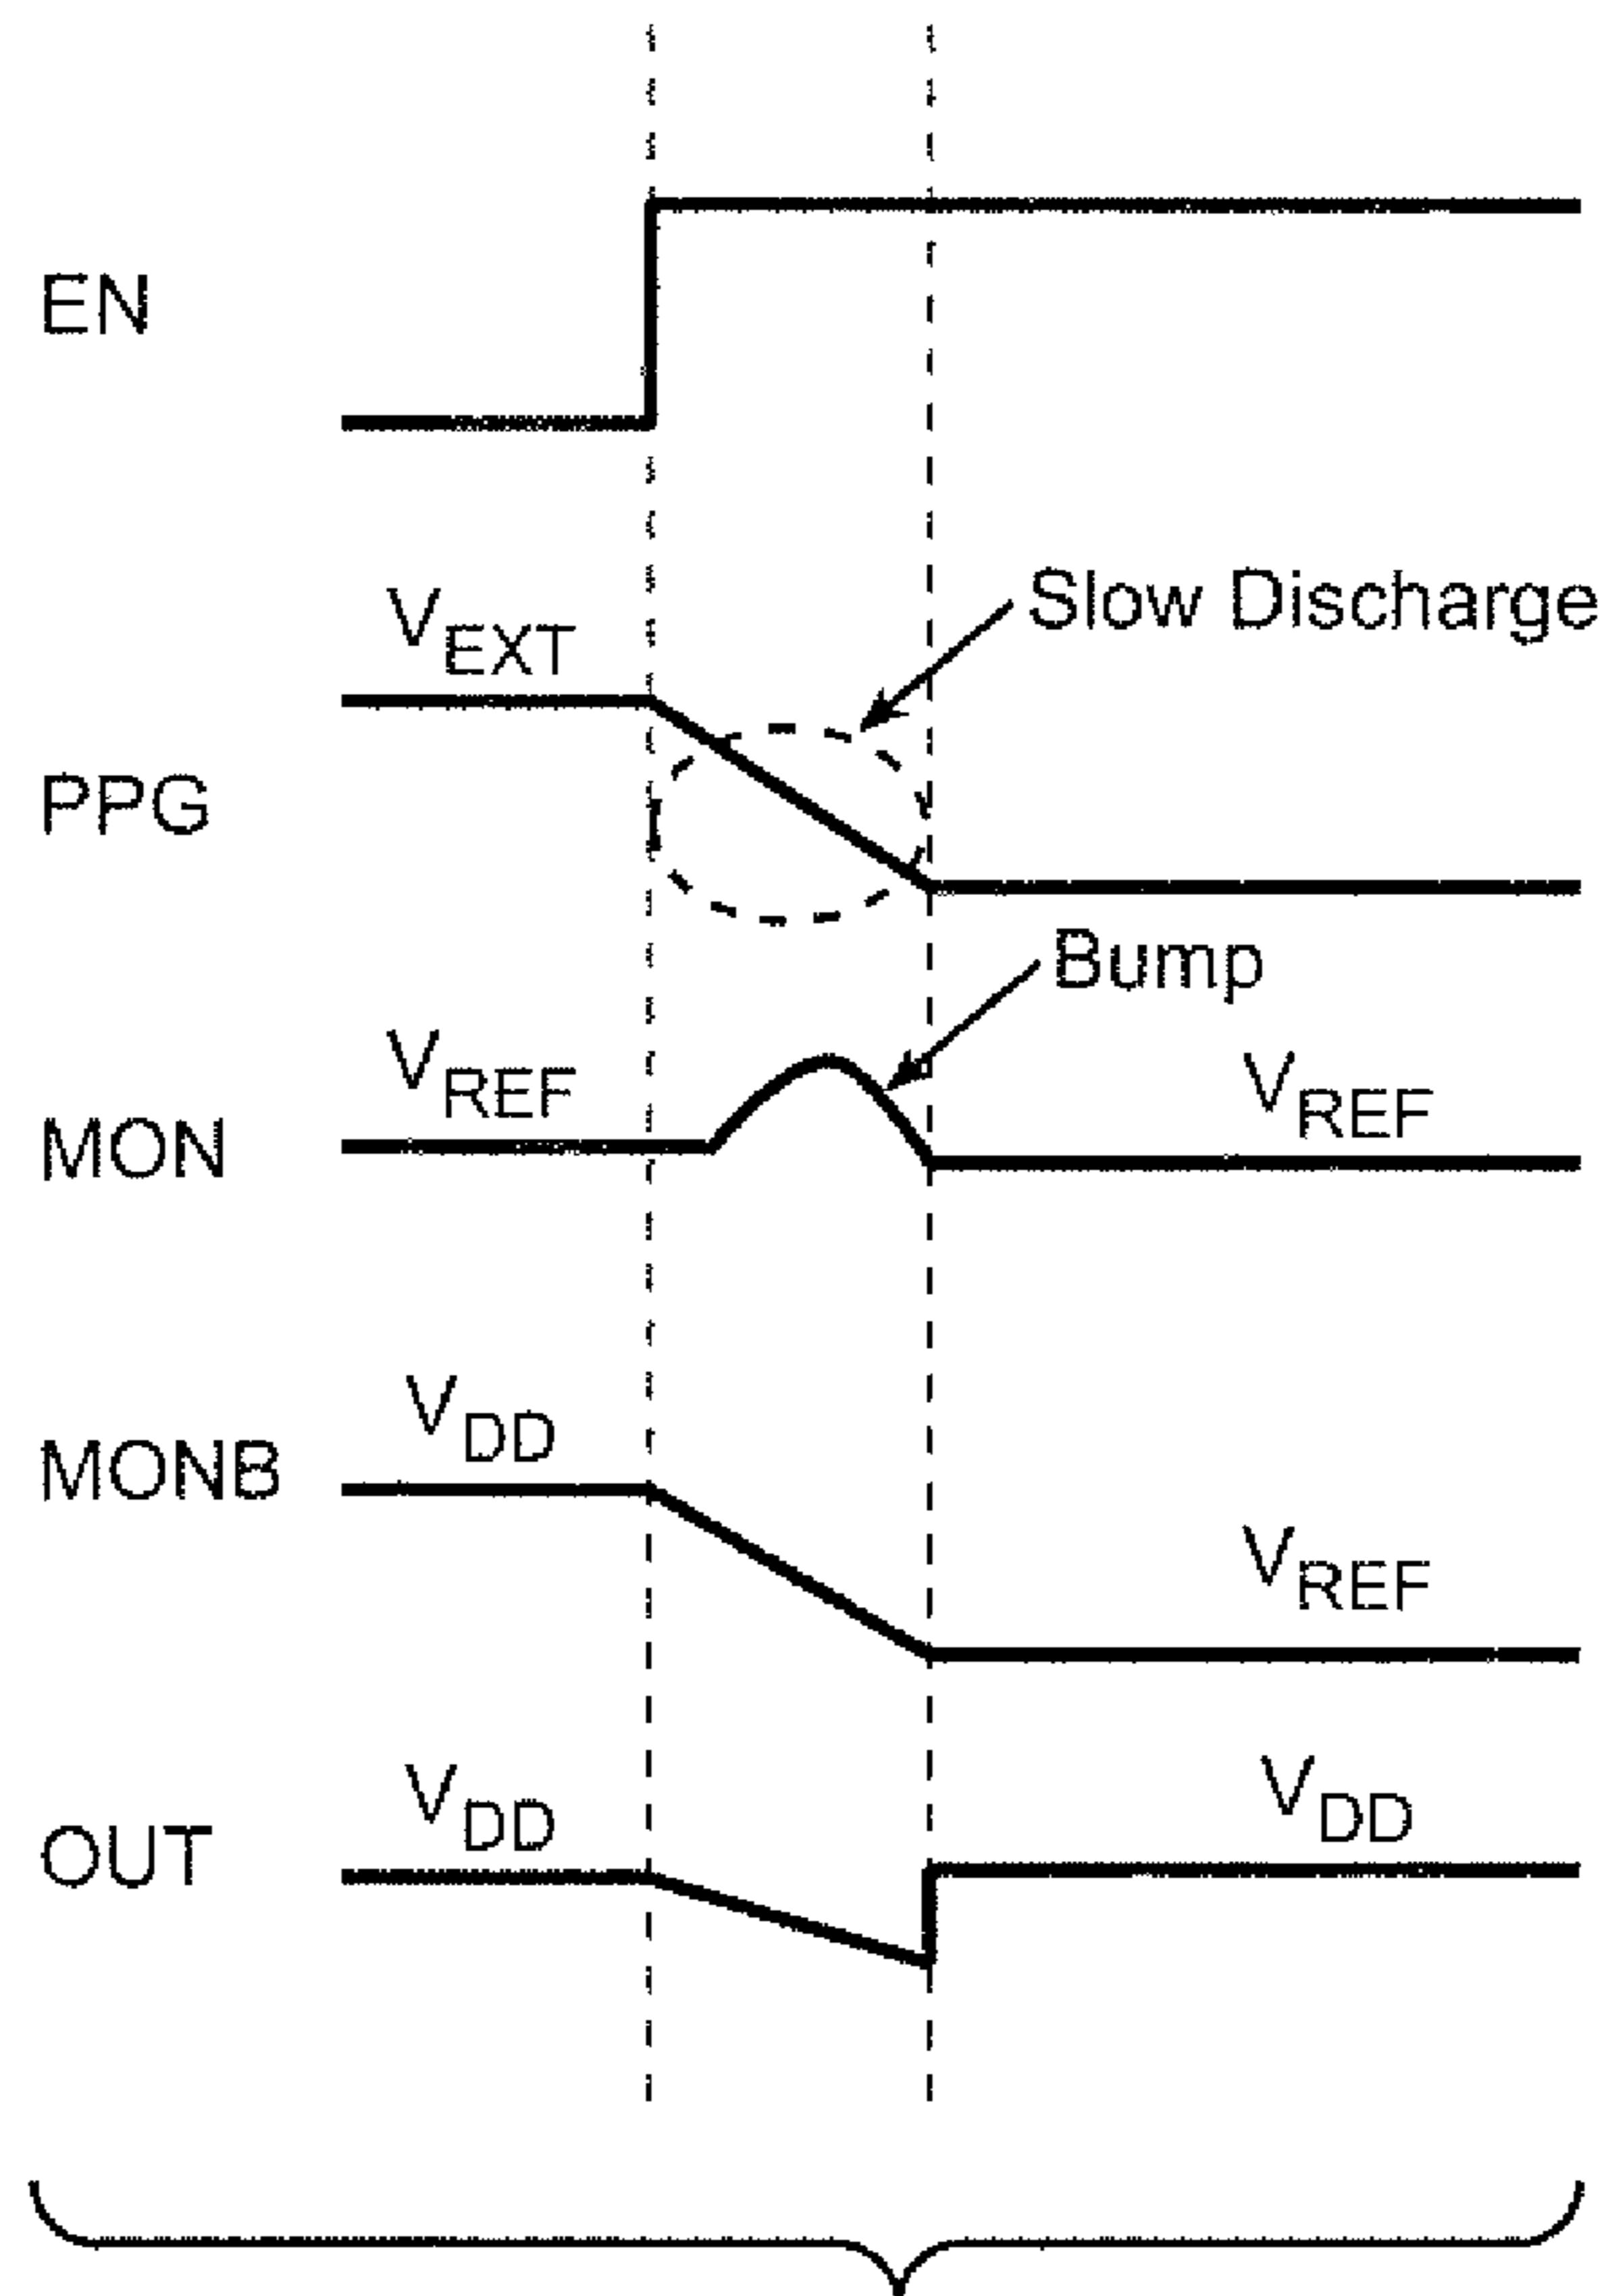 EN
V_EXT
Slow Discharge
PPG
Bump
V_REF
V_REF
MON
V_DD
MONB
V_REF
V_DD
V_DD
OUT